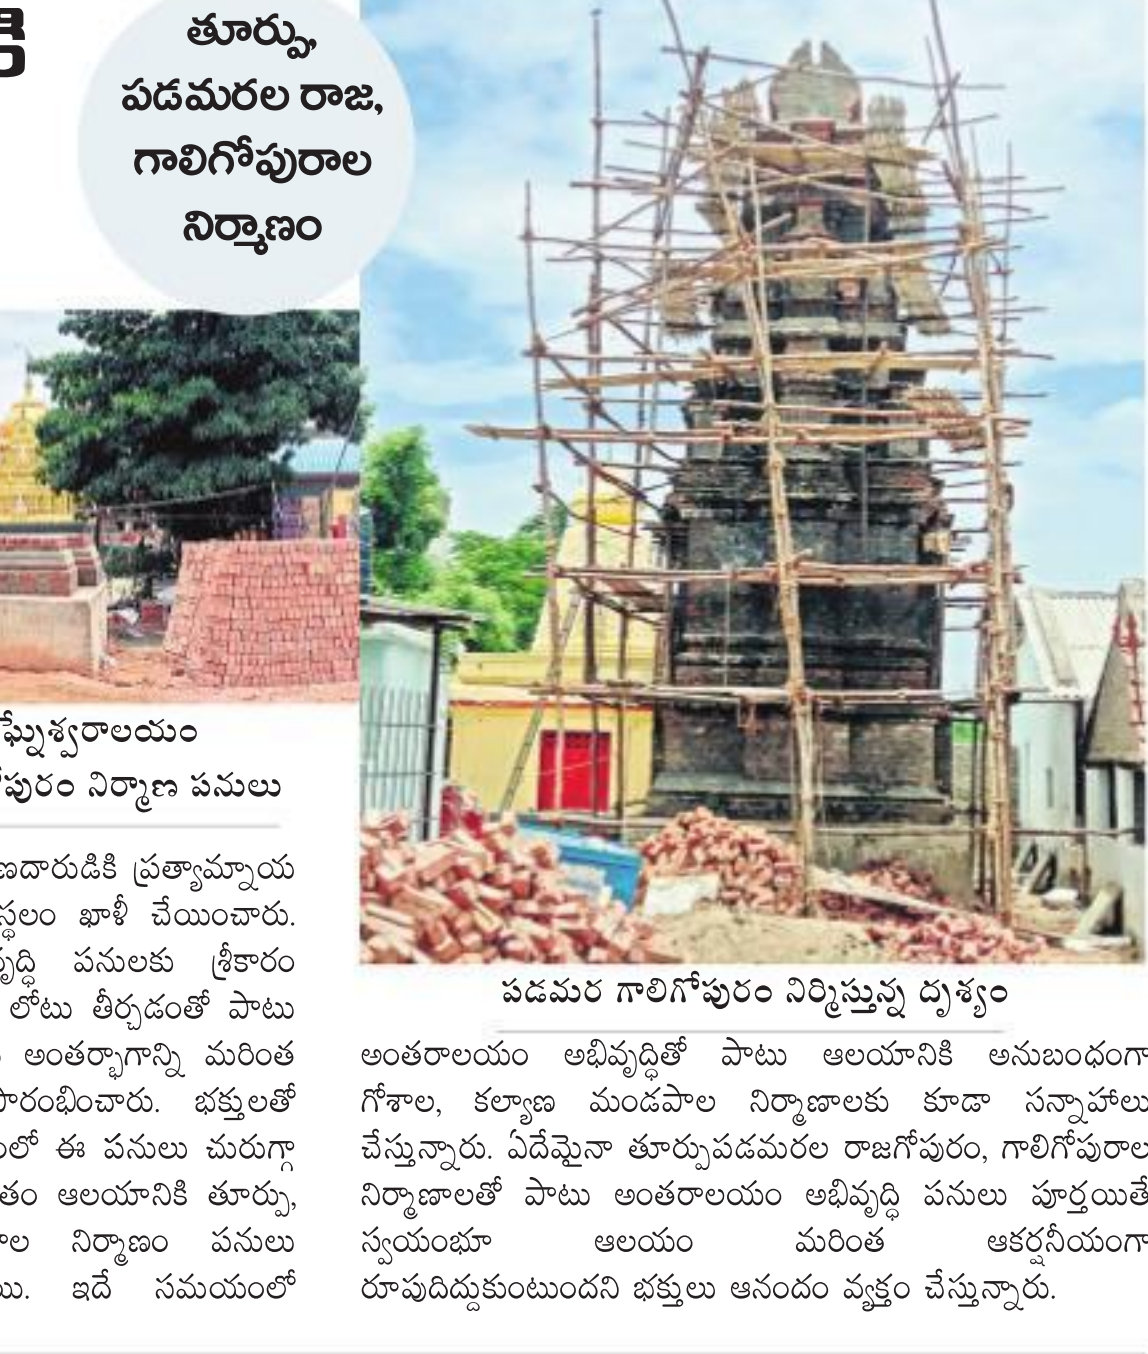 కి
తూర్పు,
పడమరల రాజ,
గాలిగోపురాల
నిర్మాణం
ఘ్నేశ్వరాలయం
గోపురం నిర్మాణ పనులు
ణదారుడికి ప్రత్యామ్నాయ
స్థలం ఖాళీ చేయించారు.
వృద్ధి పనులకు శ్రీకారం
లోటు తీర్చడంతో పాటు
అంతర్భాగాన్ని మరింత
పారంభించారు. భక్తులతో
ంలో ఈ పనులు చురుగ్గా
తం ఆలయానికి తూర్పు,
నిర్మాణం పనులు
యి. ఇదే సమయంలో
పడమర గాలిగోపురం నిర్మిస్తున్న దృశ్యం
అంతరాలయం అభివృద్ధితో పాటు ఆలయానికి అనుబంధంగా
గోశాల, కల్యాణ మండపాల నిర్మాణాలకు కూడా సన్నాహాలు
చేస్తున్నారు. ఏదేమైనా తూర్పుపడమరల రాజగోపురం, గాలిగోపురాల
నిర్మాణాలతో పాటు అంతరాలయం అభివృద్ధి పనులు పూర్తయితే
స్వయంభూ ఆలయం మరింత ఆకర్షనీయంగా
రూపుదిద్దుకుంటుందని భక్తులు ఆనందం వ్యక్తం చేస్తున్నారు.